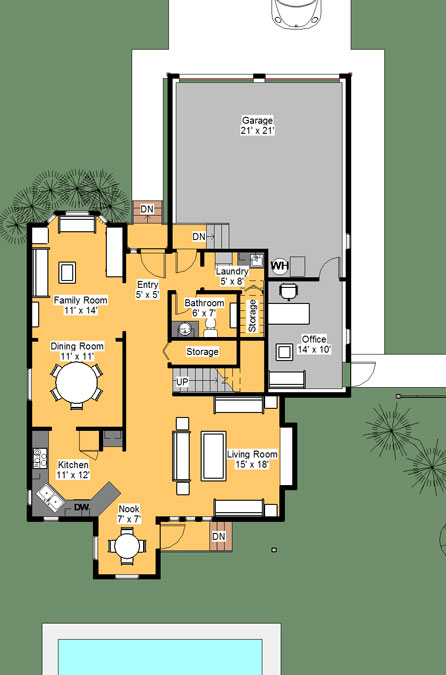 Garage
21' x 21'
DN
DN
WH
Laundry
5' x 8'
Entry
5' x 5'
Family Room
11' x 14'
Bathroom
6' x 7'
Storage
Office
14' x 10'
Dining Room
11' x 11'
Storage
UP
Living Room
15' x 18'
Kitchen
11' x 12'
DW
Nook
7' x 7'
DN